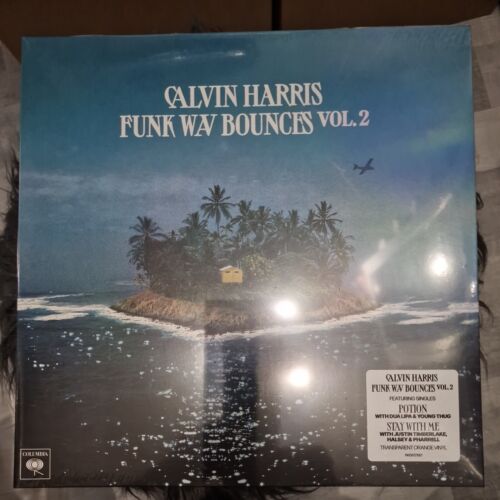 CALVIN HARRIS
FUNK WAV BOUNCES VOL. 2
CALVIN HARRIS
FUNK WAV BOUNCES VOL. 2
FEATURING SINGLES
POTION
WITH DUA LIPA & YOUNG THUG
STAY WITH ME
WITH JUSTIN TIMBERLAKE,
HALSEY & PHARRELL
TRANSPARENT ORANGE VINYL
COLUMBIA